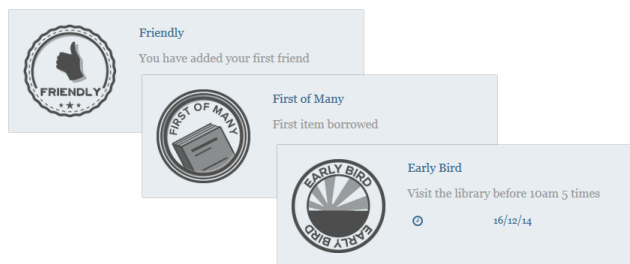 FRIENDLY
Friendly
You have added your first friend
FIRST OF MANY
First of Many
First item borrowed
EARLY BIRD
EARLY BIRD
Early Bird
Visit the library before 10am 5 times
16/12/14